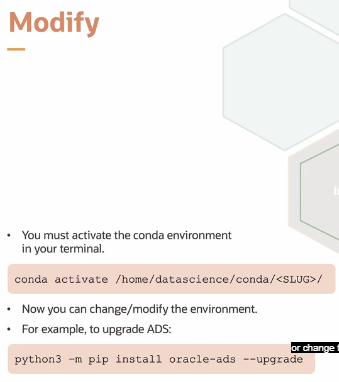 Modify
• You must activate the conda environment
in your terminal.
conda activate /home/datascience/conda/<SLUG>/
• Now you can change/modify the environment.
• For example, to upgrade ADS:
or change
python3 -m pip install oracle-ads --upgrade